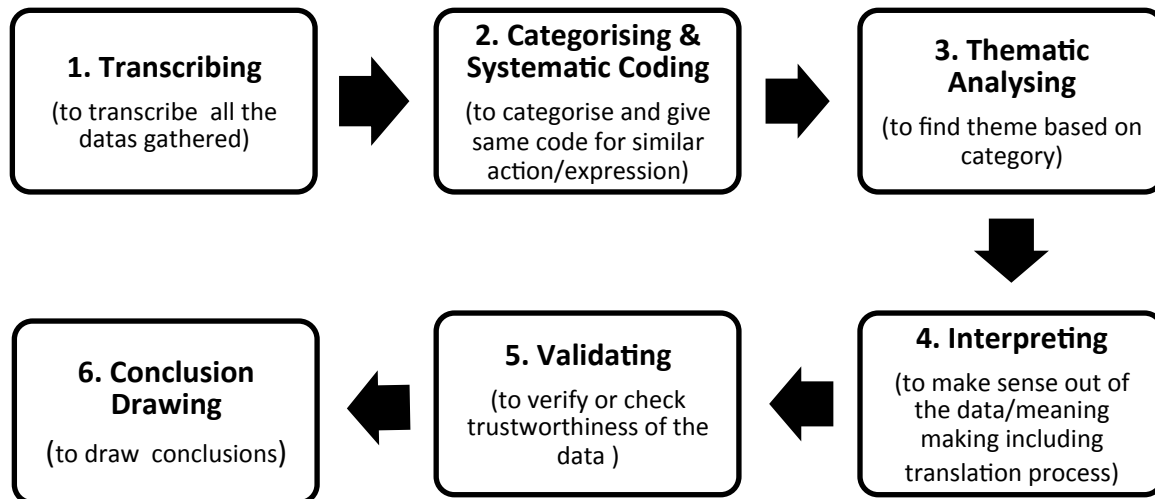 1. Transcribing
(to transcribe  all the
datas gathered)
2. Categorising &
Systematic Coding
(to categorise and give
same code for similar
action/expression)
3. Thematic
Analysing
(to find theme based on
category)
4. Interpreting
(to make sense out of
the data/meaning
making including
translation process)
5. Validating
(to verify or check
trustworthiness of the
data )
6. Conclusion
Drawing
(to draw  conclusions)